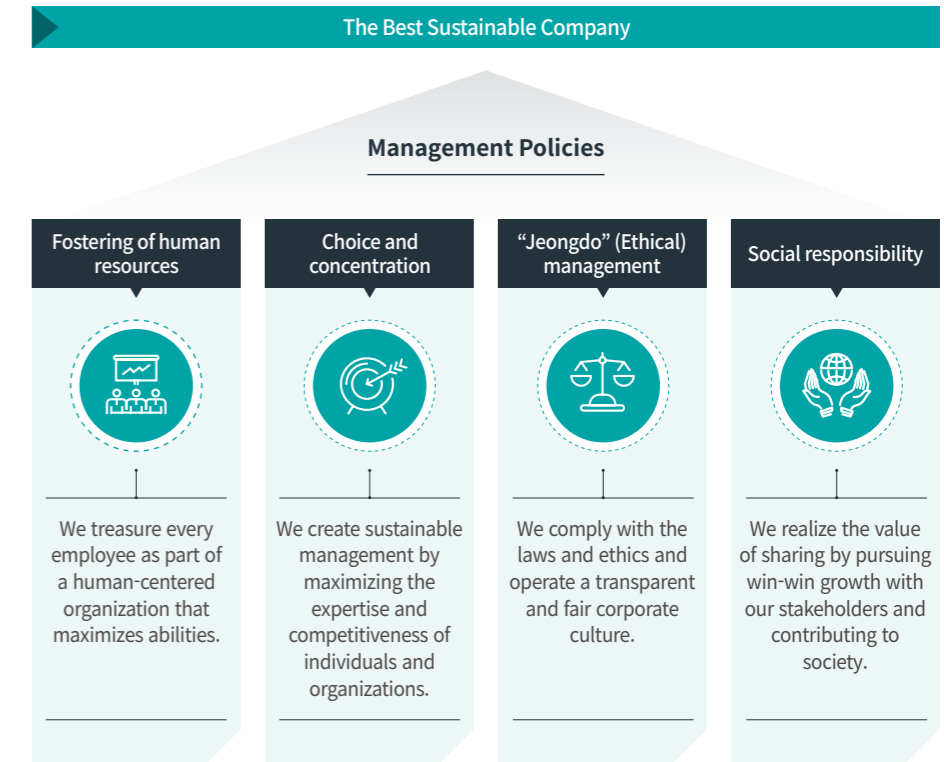 The Best Sustainable Company
Management Policies
Fostering of human
resources
We treasure every
employee as part of
a human-centered
organization that
maximizes abilities.
Choice and
concentration
We create sustainable
management by
maximizing the
expertise and
competitiveness of
individuals and
organizations.
“Jeongdo” (Ethical)
management
We comply with the
laws and ethics and
operate a transparent
and fair corporate
culture.
Social responsibility
We realize the value
of sharing by pursuing
win-win growth with
our stakeholders and
contributing to
society.